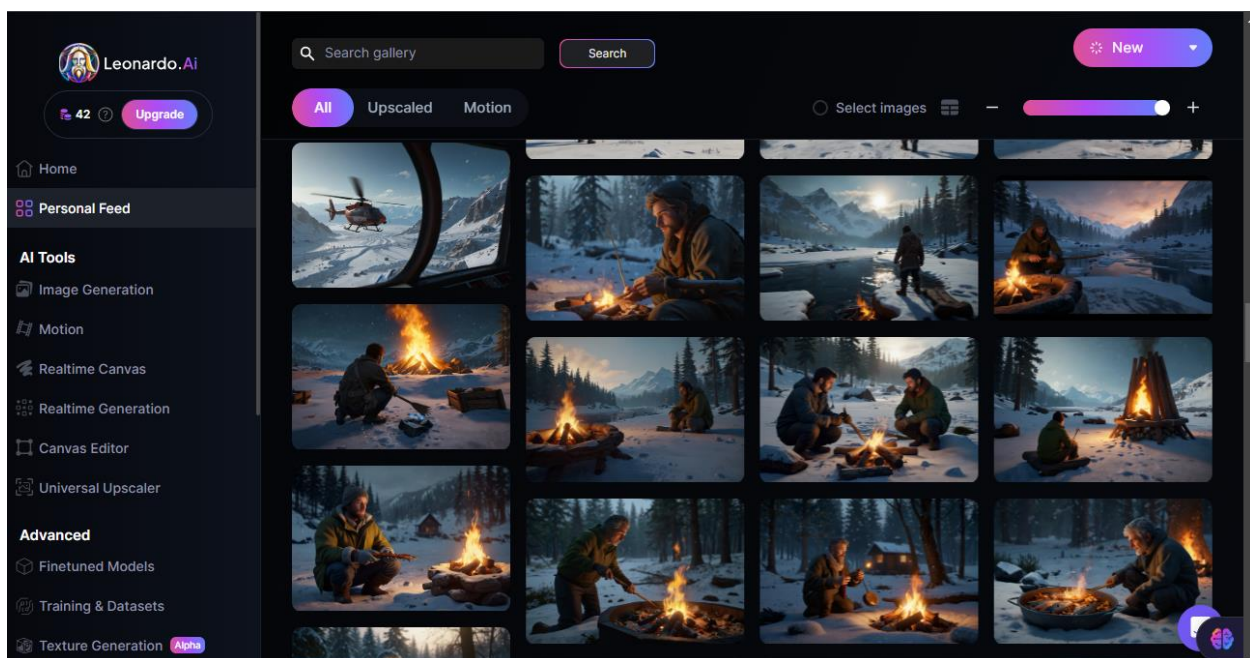 Leonardo.Ai
42 ? Upgrade
Home
Personal Feed
AI Tools
Image Generation
Motion
Realtime Canvas
Realtime Generation
Canvas Editor
Universal Upscaler
Advanced
Finetuned Models
Training & Datasets
Texture Generation Alpha
Search gallery
Search
New
All Upscaled Motion
Select images